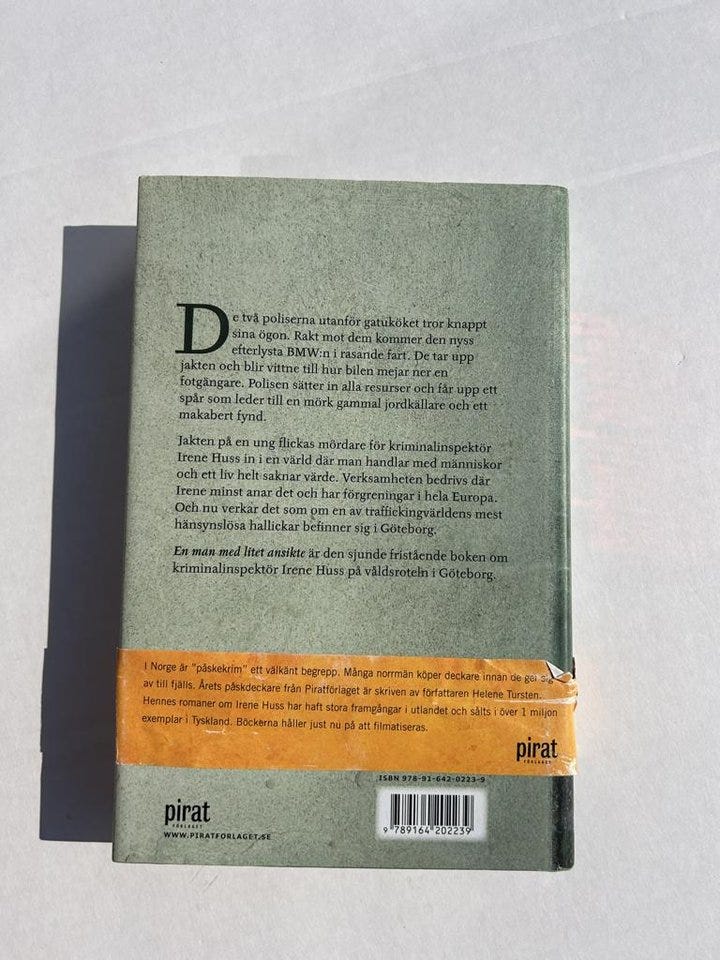 De två poliserna utanför gatuköket tror knappt
sina ögon. Rakt mot dem kommer den nyss
efterlysta BMW:n i rasande fart. De tar upp
jakten och blir vittne till hur bilen mejar ner en
fotgängare. Polisen sätter in alla resurser och får upp ett
spår som leder till en mörk gammal jordkällare och ett
makabert fynd.
Jakten på en ung flickas mördare för kriminalinspektör
Irene Huss in i en värld där man handlar med människor
och ett liv helt saknar värde. Verksamheten bedrivs där
Irene minst anar det och har förgreningar i hela Europa.
Och nu verkar det som om en av traffickingvärldens mest
hänsynslösa hallickar befinner sig i Göteborg.
En man med litet ansikte är den sjunde fristående boken om
kriminalinspektör Irene Huss på våldsroteln i Göteborg.
I Norge är "påskekrim" ett välkänt begrepp. Många norrmän köper deckare innan de ger sig
av till fjälls. Årets påskdeckare från Piratförlaget är skriven av författaren Helene Tursten.
Hennes romaner om Irene Huss har haft stora framgångar i utlandet och sålts i över 1 miljon
exemplar i Tyskland. Böckerna håller just nu på att filmatiseras.
pirat
FÖRLAGET
ISBN 978-91-642-0223-9
pirat
FÖRLAGET
WWW.PIRATFORLAGET.SE
9 789164 202239